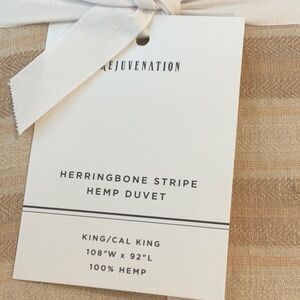 REJUVENATION
HERRINGBONE STRIPE
HEMP DUVET
KING/CAL KING
108"W x 92"L
100% HEMP